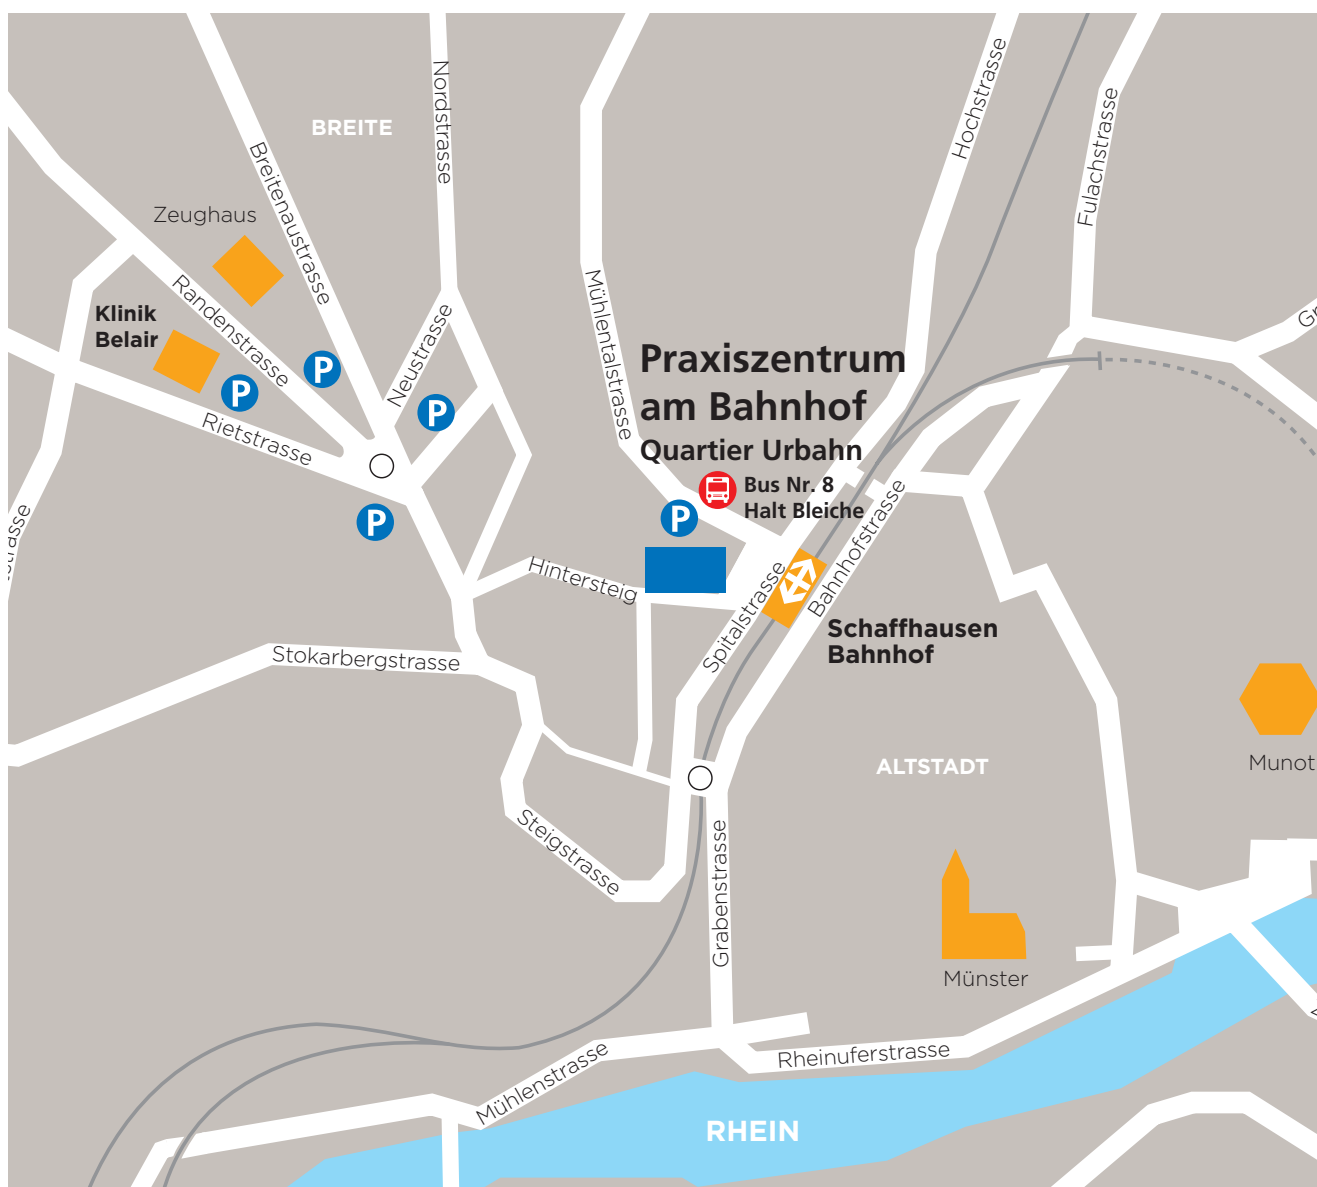 BREITE
Nordstrasse
Hochstrasse
Fulachstrasse
Breitenaustrasse
Zeughaus
Randenstrasse
Klinik
Belair
P
P
Neustrasse
P
Rietstrasse
P
Mühlentalstrasse
Praxiszentrum
am Bahnhof
Quartier Urbahn
Bus Nr. 8
Halt Bleiche
P
Hintersteig
Spitalstrasse
Bahnhofstrasse
Schaffhausen
Bahnhof
Stokarbergstrasse
ALTSTADT
Munot
Steigstrasse
Grabenstrasse
Münster
Mühlenstrasse
Rheinuferstrasse
RHEIN